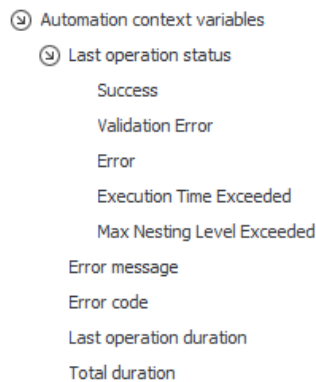 Automation context variables
Last operation status
Success
Validation Error
Error
Execution Time Exceeded
Max Nesting Level Exceeded
Error message
Error code
Last operation duration
Total duration